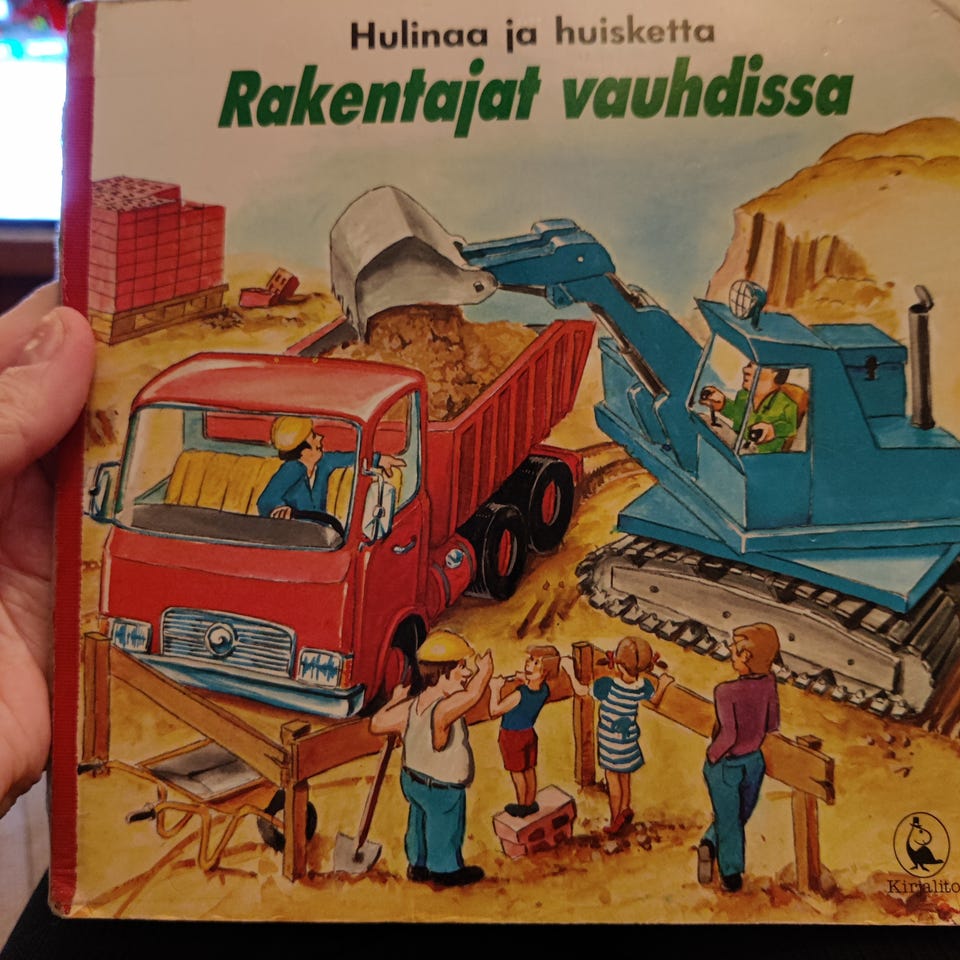 Hulinaa ja huisketta
Rakentajat vauhdissa
Kirjalito